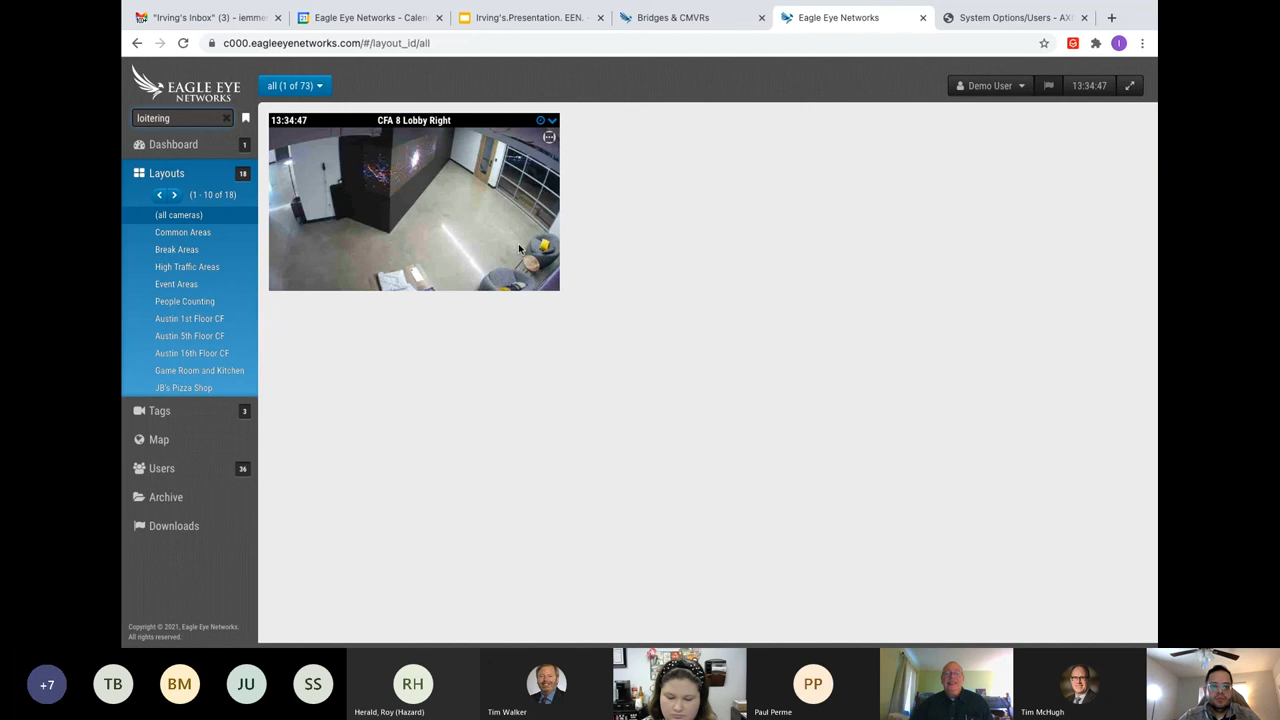 "Irving's Inbox" (3) - iemme
Eagle Eye Networks - Calen
Irving's.Presentation. EEN. -
Bridges & CMVRs
Eagle Eye Networks
System Options/Users - AX
c000.eagleeyenetworks.com/#/layout_id/all
I
EAGLE EYE
NETWORKS
all (1 of 73)
Demo User
13:34:47
loitering
13:34:47
CFA 8 Lobby Right
Dashboard
1
Layouts
18
(1 - 10 of 18)
(all cameras)
Common Areas
Break Areas
High Traffic Areas
Event Areas
People Counting
Austin 1st Floor CF
Austin 5th Floor CF
Austin 16th Floor CF
Game Room and Kitchen
JB's Pizza Shop
Tags
3
Map
Users
36
Archive
Downloads
Copyright © 2021, Eagle Eye Networks.
All rights reserved.
+7
TB
BM
JU
SS
RH
PP
Herald, Roy (Hazard)
Tim Walker
Paul Perme
Tim McHugh